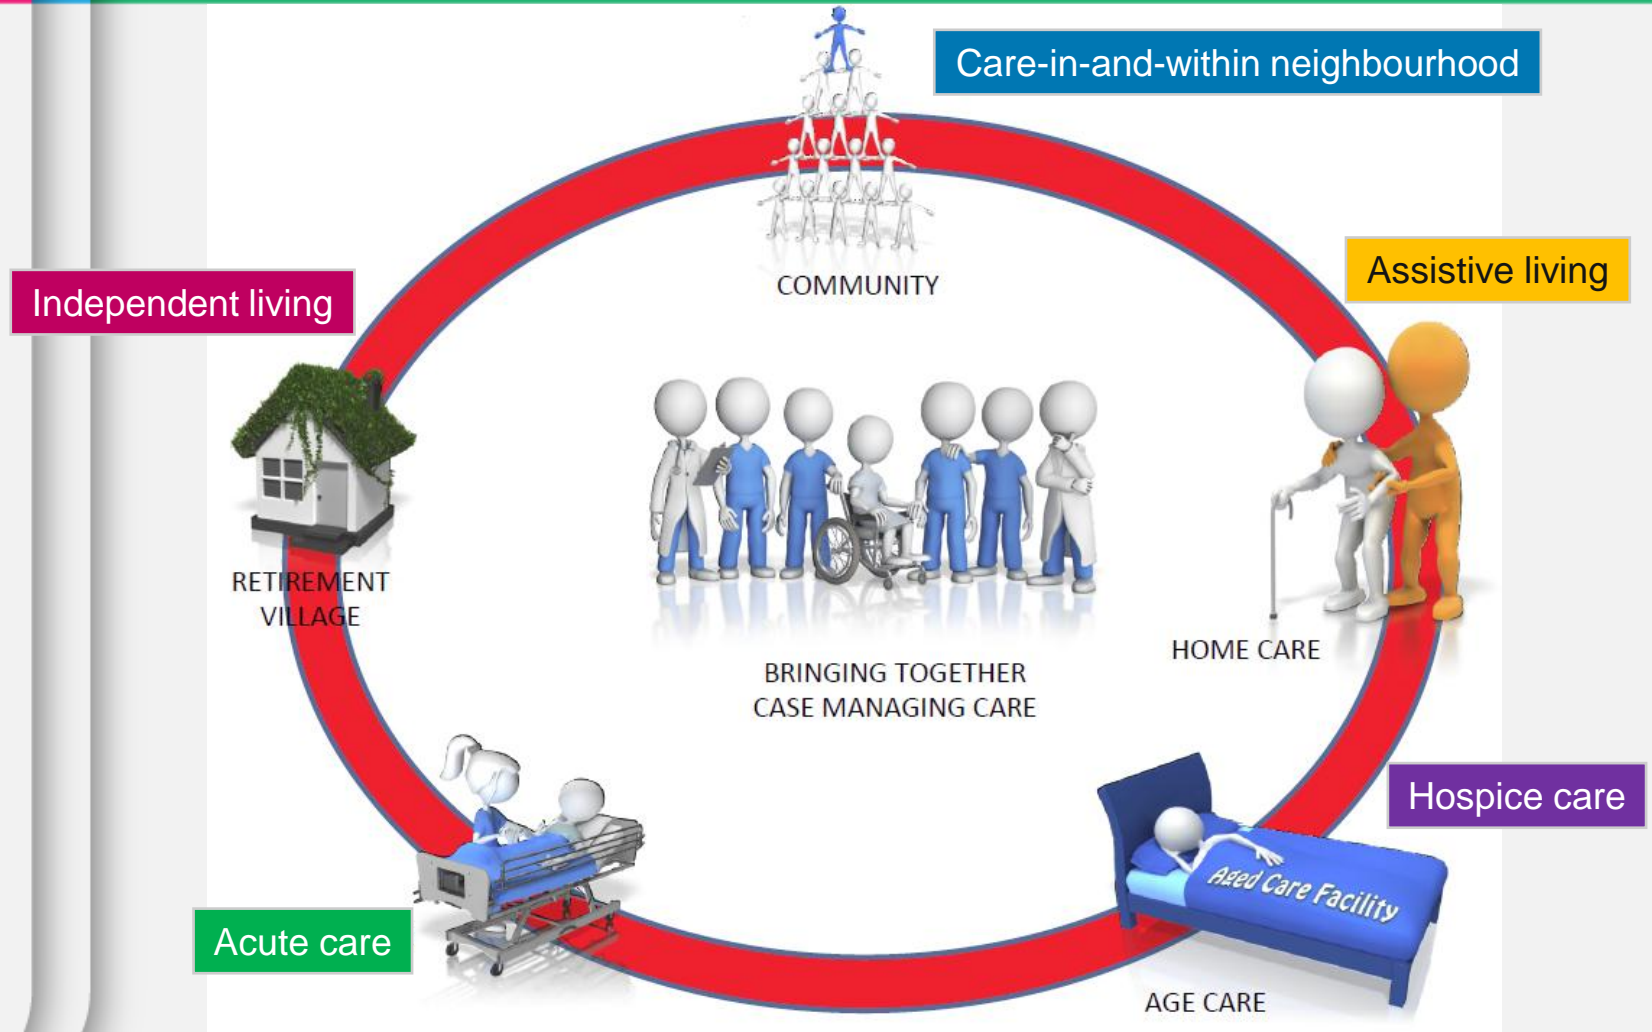 Care-in-and-within neighbourhood
COMMUNITY
Assistive living
Independent living
RETIREMENT
VILLAGE
HOME CARE
BRINGING TOGETHER
CASE MANAGING CARE
Hospice care
Aged Care Facility
Acute care
AGE CARE